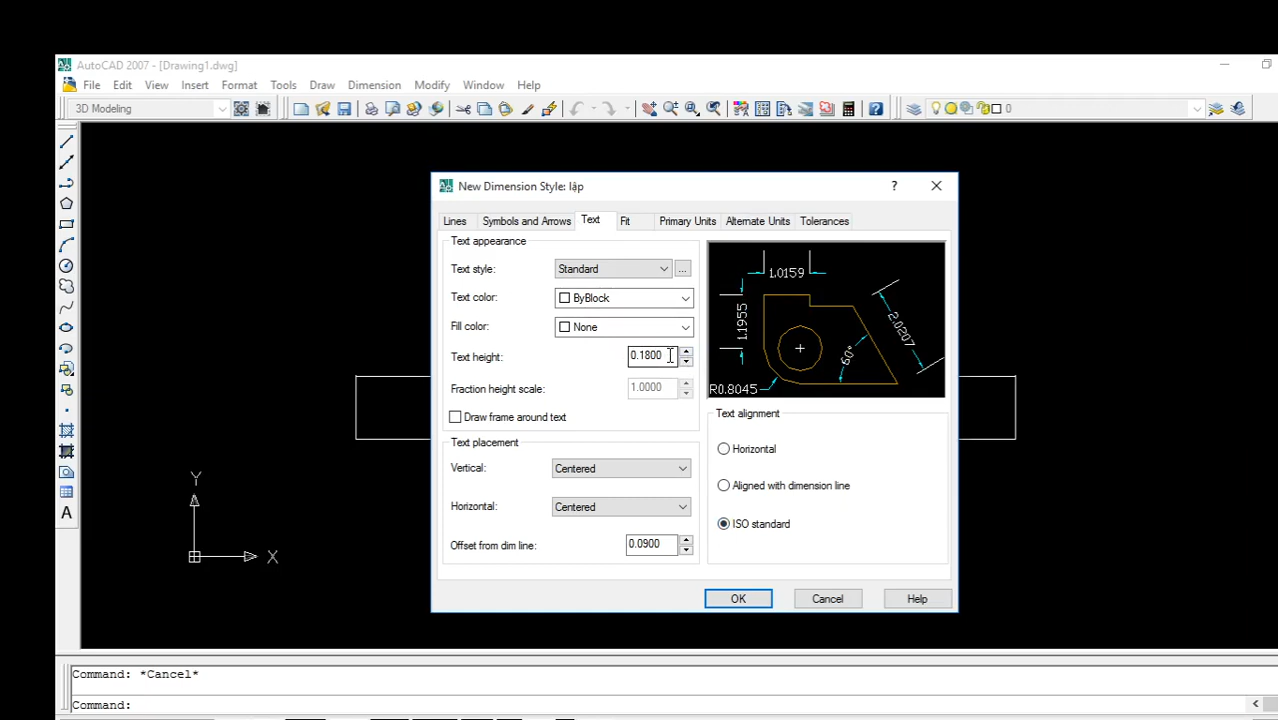 AutoCAD 2007 - [Drawing1.dwg]
File Edit View Insert Format Tools Draw Dimension Modify Window Help
3D Modeling
0
New Dimension Style: lập
?
Lines Symbols and Arrows Text Fit Primary Units Alternate Units Tolerances
Text appearance
Text style: Standard ...
Text color: ByBlock
Fill color: None
Text height: 0.1800
Fraction height scale: 1.0000
Draw frame around text
Text placement
Vertical: Centered
Horizontal: Centered
Offset from dim line: 0.0900
1.0159
1.1955
2.0207
60°
R0.8045
Text alignment
Horizontal
Aligned with dimension line
ISO standard
OK Cancel Help
Y
X
A
Command: *Cancel*
Command: